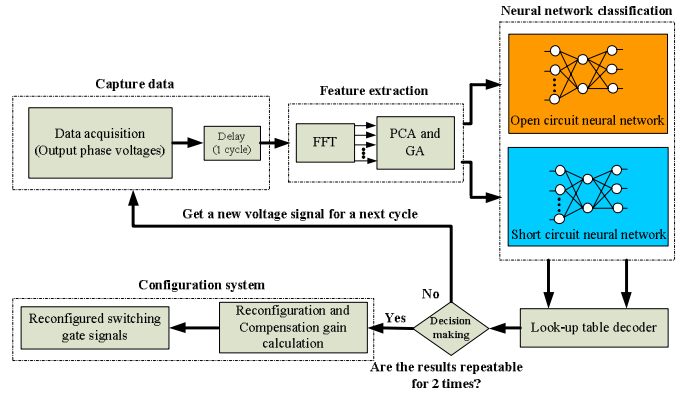 Neural network classification
Open circuit neural network
Short circuit neural network
Capture data
Data acquisition
(Output phase voltages)
Delay
(1 cycle)
Feature extraction
FFT
PCA and
GA
Get a new voltage signal for a next cycle
Configuration system
Reconfigured switching
gate signals
Reconfiguration and
Compensation gain
calculation
Yes
No
Decision
making
Are the results repeatable
for 2 times?
Look-up table decoder